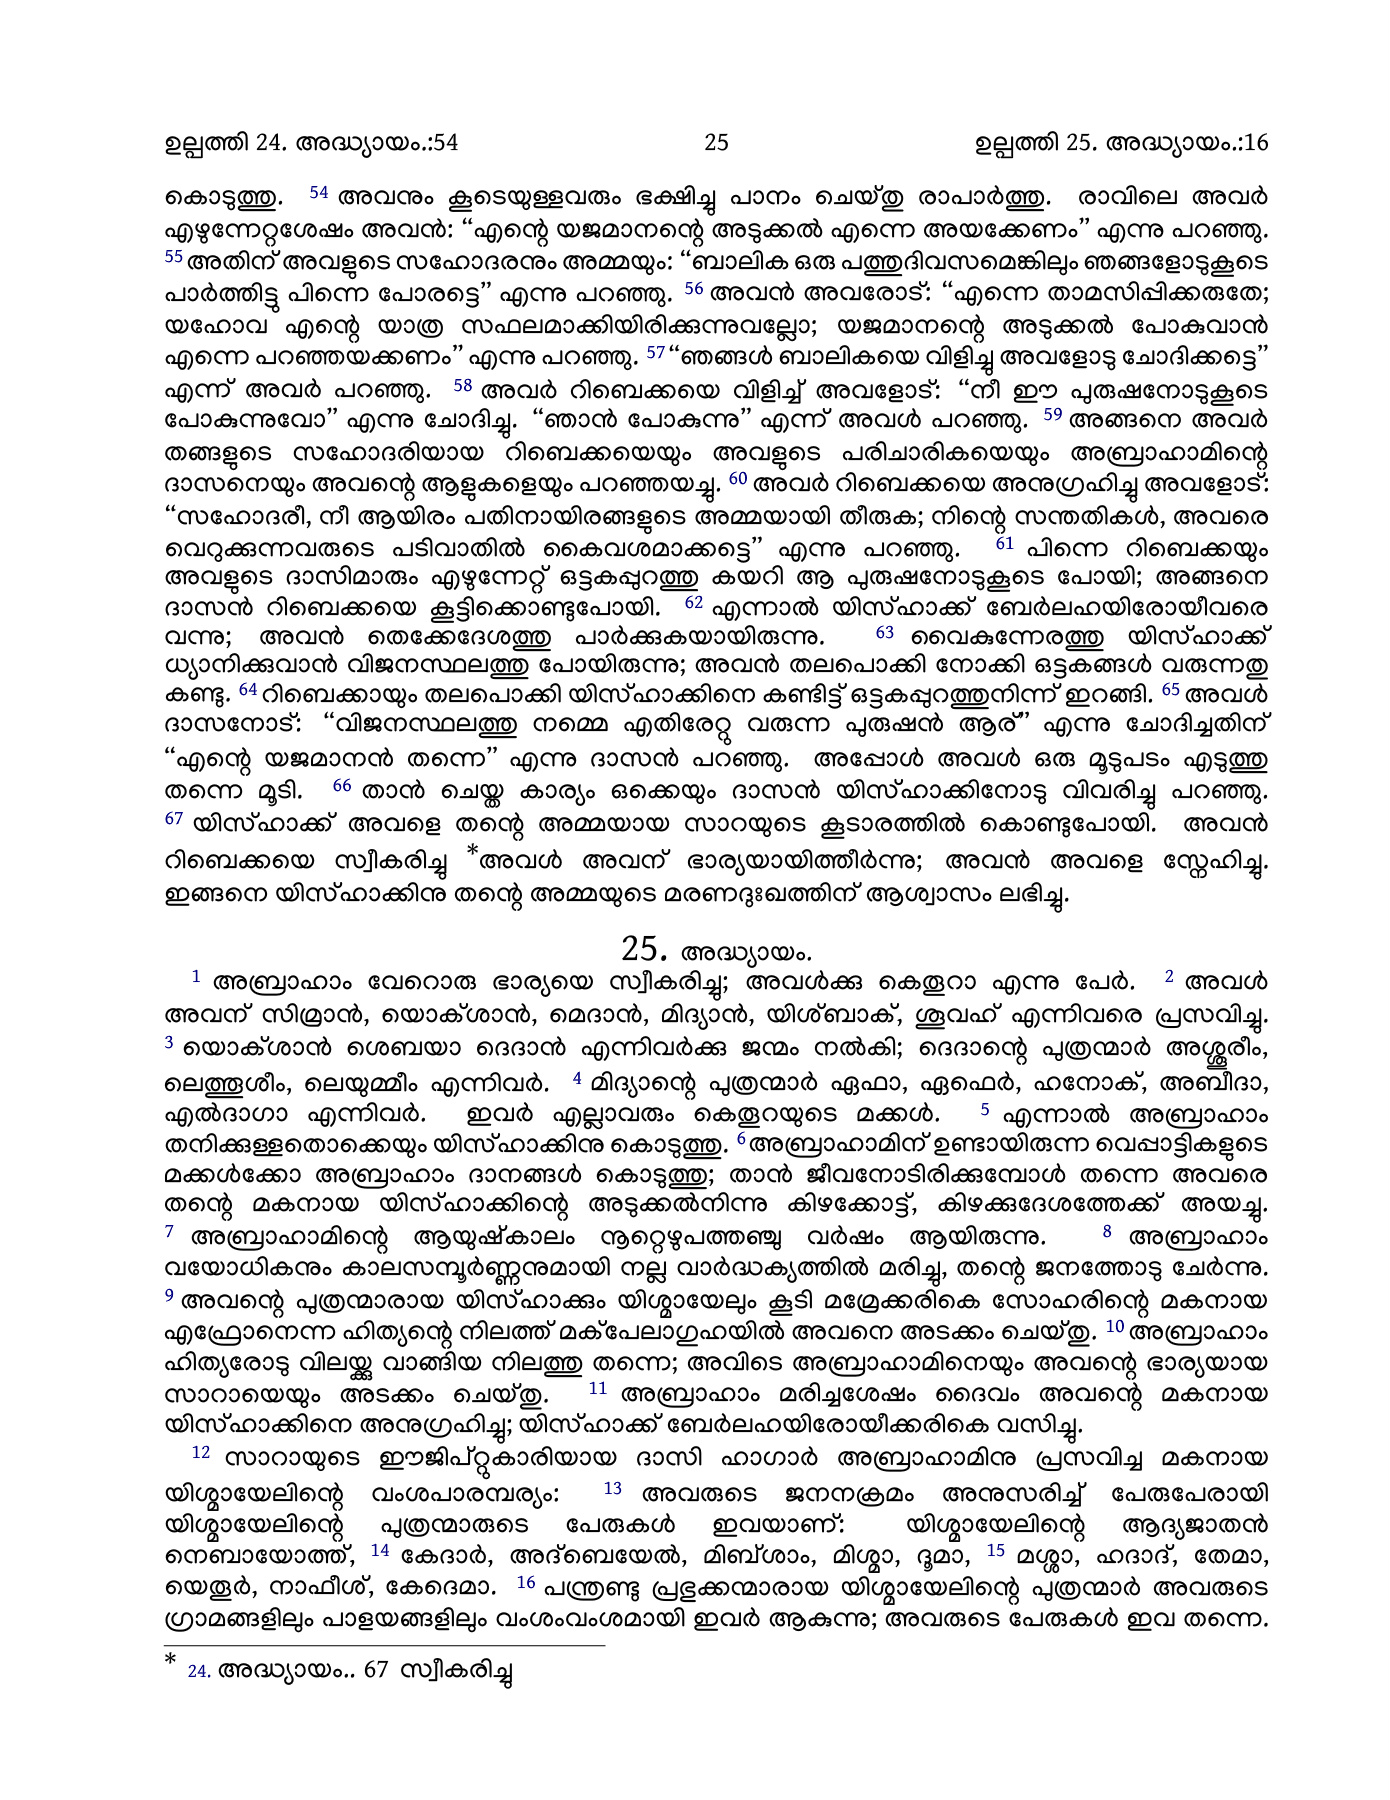 ഉല്പത്തി 24. അദ്ധ്യായം.:54 25 ഉല്പത്തി 25. അദ്ധ്യായം.:16
കൊടുത്തു. 54 അവനും കൂടെയുള്ളവരും ഭക്ഷിച്ചു പാനം ചെയ്തു രാപാർത്തു. രാവിലെ അവർ
എഴുന്നേറ്റശേഷം അവൻ: “എന്റെ യജമാനന്റെ അടുക്കൽ എന്നെ അയക്കേണം” എന്നു പറഞ്ഞു.
55 അതിന് അവളുടെ സഹോദരനും അമ്മയും: “ബാലിക ഒരു പത്തുദിവസമെങ്കിലും ഞങ്ങളോടുകൂടെ
പാർത്തിട്ടു പിന്നെ പോരട്ടെ” എന്നു പറഞ്ഞു. 56 അവൻ അവരോട്: “എന്നെ താമസിപ്പിക്കരുതേ;
യഹോവ എന്റെ യാത്ര സഫലമാക്കിയിരിക്കുന്നുവല്ലോ; യജമാനന്റെ അടുക്കൽ പോകുവാൻ
എന്നെ പറഞ്ഞയക്കണം” എന്നു പറഞ്ഞു. 57 “ഞങ്ങൾ ബാലികയെ വിളിച്ചു അവളോടു ചോദിക്കട്ടെ”
എന്ന് അവർ പറഞ്ഞു. 58 അവർ റിബെക്കയെ വിളിച്ച് അവളോട്: “നീ ഈ പുരുഷനോടുകൂടെ
പോകുന്നുവോ” എന്നു ചോദിച്ചു. “ഞാൻ പോകുന്നു” എന്ന് അവൾ പറഞ്ഞു. 59 അങ്ങനെ അവർ
തങ്ങളുടെ സഹോദരിയായ റിബെക്കയെയും അവളുടെ പരിചാരികയെയും അബ്രാഹാമിന്റെ
ദാസനെയും അവന്റെ ആളുകളെയും പറഞ്ഞയച്ചു. 60 അവർ റിബെക്കയെ അനുഗ്രഹിച്ചു അവളോട്:
“സഹോദരീ, നീ ആയിരം പതിനായിരങ്ങളുടെ അമ്മയായി തീരുക; നിന്റെ സന്തതികൾ, അവരെ
വെറുക്കുന്നവരുടെ പടിവാതിൽ കൈവശമാക്കട്ടെ” എന്നു പറഞ്ഞു. 61 പിന്നെ റിബെക്കയും
അവളുടെ ദാസിമാരും എഴുന്നേറ്റ് ഒട്ടകപ്പുറത്തു കയറി ആ പുരുഷനോടുകൂടെ പോയി; അങ്ങനെ
ദാസൻ റിബെക്കയെ കൂട്ടിക്കൊണ്ടുപോയി. 62 എന്നാൽ യിസ്ഹാക്ക് ബേർലഹയിരോയീവരെ
വന്നു; അവൻ തെക്കേദേശത്തു പാർക്കുകയായിരുന്നു. 63 വൈകുന്നേരത്തു യിസ്ഹാക്ക്
ധ്യാനിക്കുവാൻ വിജനസ്ഥലത്തു പോയിരുന്നു; അവൻ തലപൊക്കി നോക്കി ഒട്ടകങ്ങൾ വരുന്നതു
കണ്ടു. 64 റിബെക്കായും തലപൊക്കി യിസ്ഹാക്കിനെ കണ്ടിട്ട് ഒട്ടകപ്പുറത്തുനിന്ന് ഇറങ്ങി. 65 അവൾ
ദാസനോട്: “വിജനസ്ഥലത്തു നമ്മെ എതിരേറ്റു വരുന്ന പുരുഷൻ ആര്” എന്നു ചോദിച്ചതിന്
“എന്റെ യജമാനൻ തന്നെ” എന്നു ദാസൻ പറഞ്ഞു. അപ്പോൾ അവൾ ഒരു മൂടുപടം എടുത്തു
തന്നെ മൂടി. 66 താൻ ചെയ്ത കാര്യം ഒക്കെയും ദാസൻ യിസ്ഹാക്കിനോടു വിവരിച്ചു പറഞ്ഞു.
67 യിസ്ഹാക്ക് അവളെ തന്റെ അമ്മയായ സാറയുടെ കൂടാരത്തിൽ കൊണ്ടുപോയി. അവൻ
റിബെക്കയെ സ്വീകരിച്ചു *അവൾ അവന് ഭാര്യയായിത്തീർന്നു; അവൻ അവളെ സ്നേഹിച്ചു.
ഇങ്ങനെ യിസ്ഹാക്കിനു തന്റെ അമ്മയുടെ മരണദുഃഖത്തിന് ആശ്വാസം ലഭിച്ചു.
25. അദ്ധ്യായം.
1 അബ്രാഹാം വേറൊരു ഭാര്യയെ സ്വീകരിച്ചു; അവൾക്കു കെതൂറാ എന്നു പേർ. 2 അവൾ
അവന് സിമ്രാൻ, യൊക്ശാൻ, മെദാൻ, മിദ്യാൻ, യിശ്ബാക്, ശൂവഹ് എന്നിവരെ പ്രസവിച്ചു.
3 യൊക്ശാൻ ശെബയാ ദെദാൻ എന്നിവർക്കു ജന്മം നൽകി; ദെദാന്റെ പുത്രന്മാർ അശ്ശൂരീം,
ലെത്തൂശീം, ലെയുമ്മീം എന്നിവർ. 4 മിദ്യാന്റെ പുത്രന്മാർ ഏഫാ, ഏഫെർ, ഹനോക്, അബീദാ,
എൽദാഗാ എന്നിവർ. ഇവർ എല്ലാവരും കെതൂറയുടെ മക്കൾ. 5 എന്നാൽ അബ്രാഹാം
തനിക്കുള്ളതൊക്കെയും യിസ്ഹാക്കിനു കൊടുത്തു. 6 അബ്രാഹാമിന് ഉണ്ടായിരുന്ന വെപ്പാട്ടികളുടെ
മക്കൾക്കോ അബ്രാഹാം ദാനങ്ങൾ കൊടുത്തു; താൻ ജീവനോടിരിക്കുമ്പോൾ തന്നെ അവരെ
തന്റെ മകനായ യിസ്ഹാക്കിന്റെ അടുക്കൽനിന്നു കിഴക്കോട്ട്, കിഴക്കുദേശത്തേക്ക് അയച്ചു.
7 അബ്രാഹാമിന്റെ ആയുഷ്കാലം നൂറ്റെഴുപത്തഞ്ചു വർഷം ആയിരുന്നു. 8 അബ്രാഹാം
വയോധികനും കാലസമ്പൂർണ്ണനുമായി നല്ല വാർദ്ധക്യത്തിൽ മരിച്ചു, തന്റെ ജനത്തോടു ചേർന്നു.
9 അവന്റെ പുത്രന്മാരായ യിസ്ഹാക്കും യിശ്മായേലും കൂടി മമ്രേക്കരികെ സോഹരിന്റെ മകനായ
എഫ്രോനെന്ന ഹിത്യന്റെ നിലത്ത് മക്പേലാഗുഹയിൽ അവനെ അടക്കം ചെയ്തു. 10 അബ്രാഹാം
ഹിത്യരോടു വിലയ്ക്കു വാങ്ങിയ നിലത്തു തന്നെ; അവിടെ അബ്രാഹാമിനെയും അവന്റെ ഭാര്യയായ
സാറായെയും അടക്കം ചെയ്തു. 11 അബ്രാഹാം മരിച്ചശേഷം ദൈവം അവന്റെ മകനായ
യിസ്ഹാക്കിനെ അനുഗ്രഹിച്ചു; യിസ്ഹാക്ക് ബേർലഹയിരോയീക്കരികെ വസിച്ചു.
12 സാറായുടെ ഈജിപ്റ്റുകാരിയായ ദാസി ഹാഗാർ അബ്രാഹാമിനു പ്രസവിച്ച മകനായ
യിശ്മായേലിന്റെ വംശപാരമ്പര്യം: 13 അവരുടെ ജനനക്രമം അനുസരിച്ച് പേരുപേരായി
യിശ്മായേലിന്റെ പുത്രന്മാരുടെ പേരുകൾ ഇവയാണ്: യിശ്മായേലിന്റെ ആദ്യജാതൻ
നെബായോത്ത്, 14 കേദാർ, അദ്ബെയേൽ, മിബ്ശാം, മിശ്മാ, ദൂമാ, 15 മശ്ശാ, ഹദാദ്, തേമാ,
യെതൂർ, നാഫീശ്, കേദെമാ. 16 പന്ത്രണ്ടു പ്രഭുക്കന്മാരായ യിശ്മായേലിന്റെ പുത്രന്മാർ അവരുടെ
ഗ്രാമങ്ങളിലും പാളയങ്ങളിലും വംശംവംശമായി ഇവർ ആകുന്നു; അവരുടെ പേരുകൾ ഇവ തന്നെ.
* 24. അദ്ധ്യായം.. 67 സ്വീകരിച്ചു